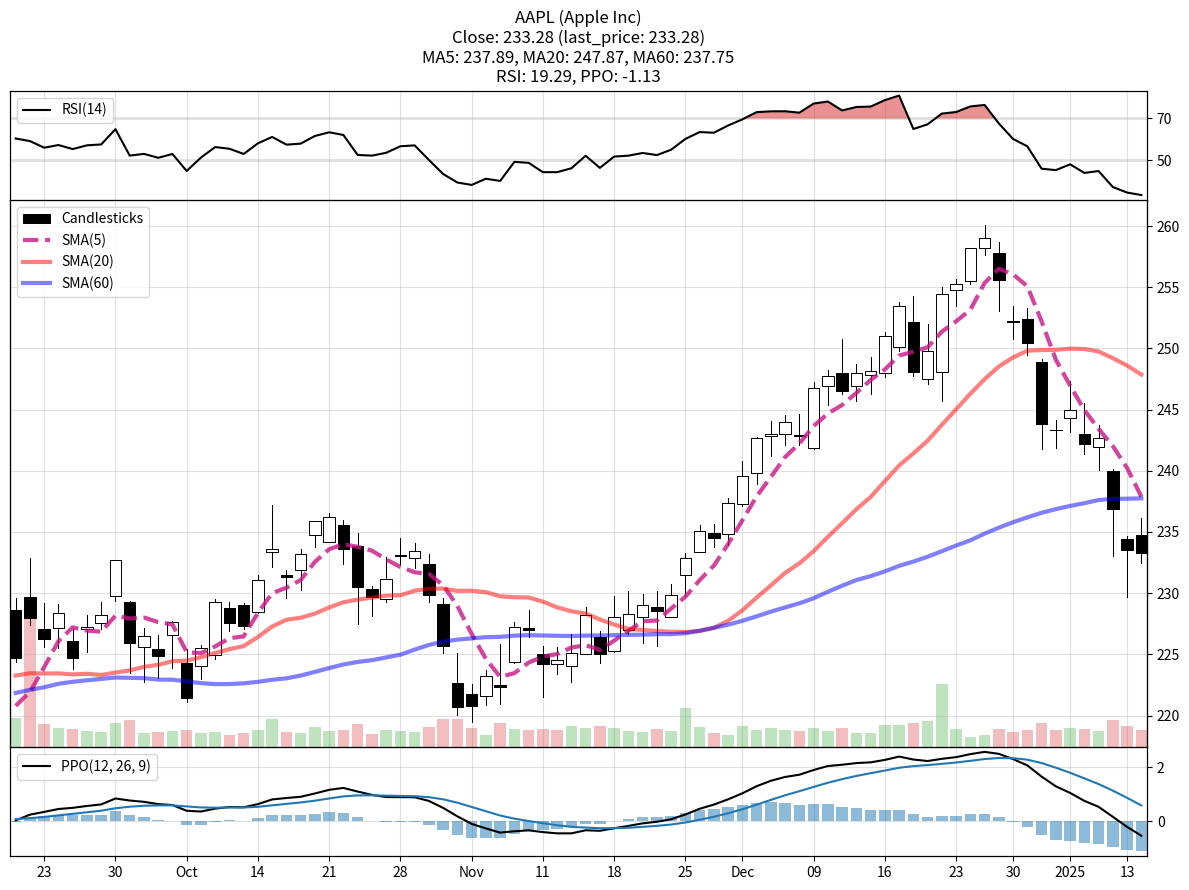 AAPL (Apple Inc)
Close: 233.28 (last_price: 233.28)
MA5: 237.89, MA20: 247.87, MA60: 237.75
RSI: 19.29, PPO: -1.13
RSI(14)
70
50
Candlesticks
SMA(5)
SMA(20)
SMA(60)
260
255
250
245
240
235
230
225
220
PPO(12, 26, 9)
2
0
23 30 Oct 14 21 28 Nov 11 18 25 Dec 09 16 23 30 2025 13